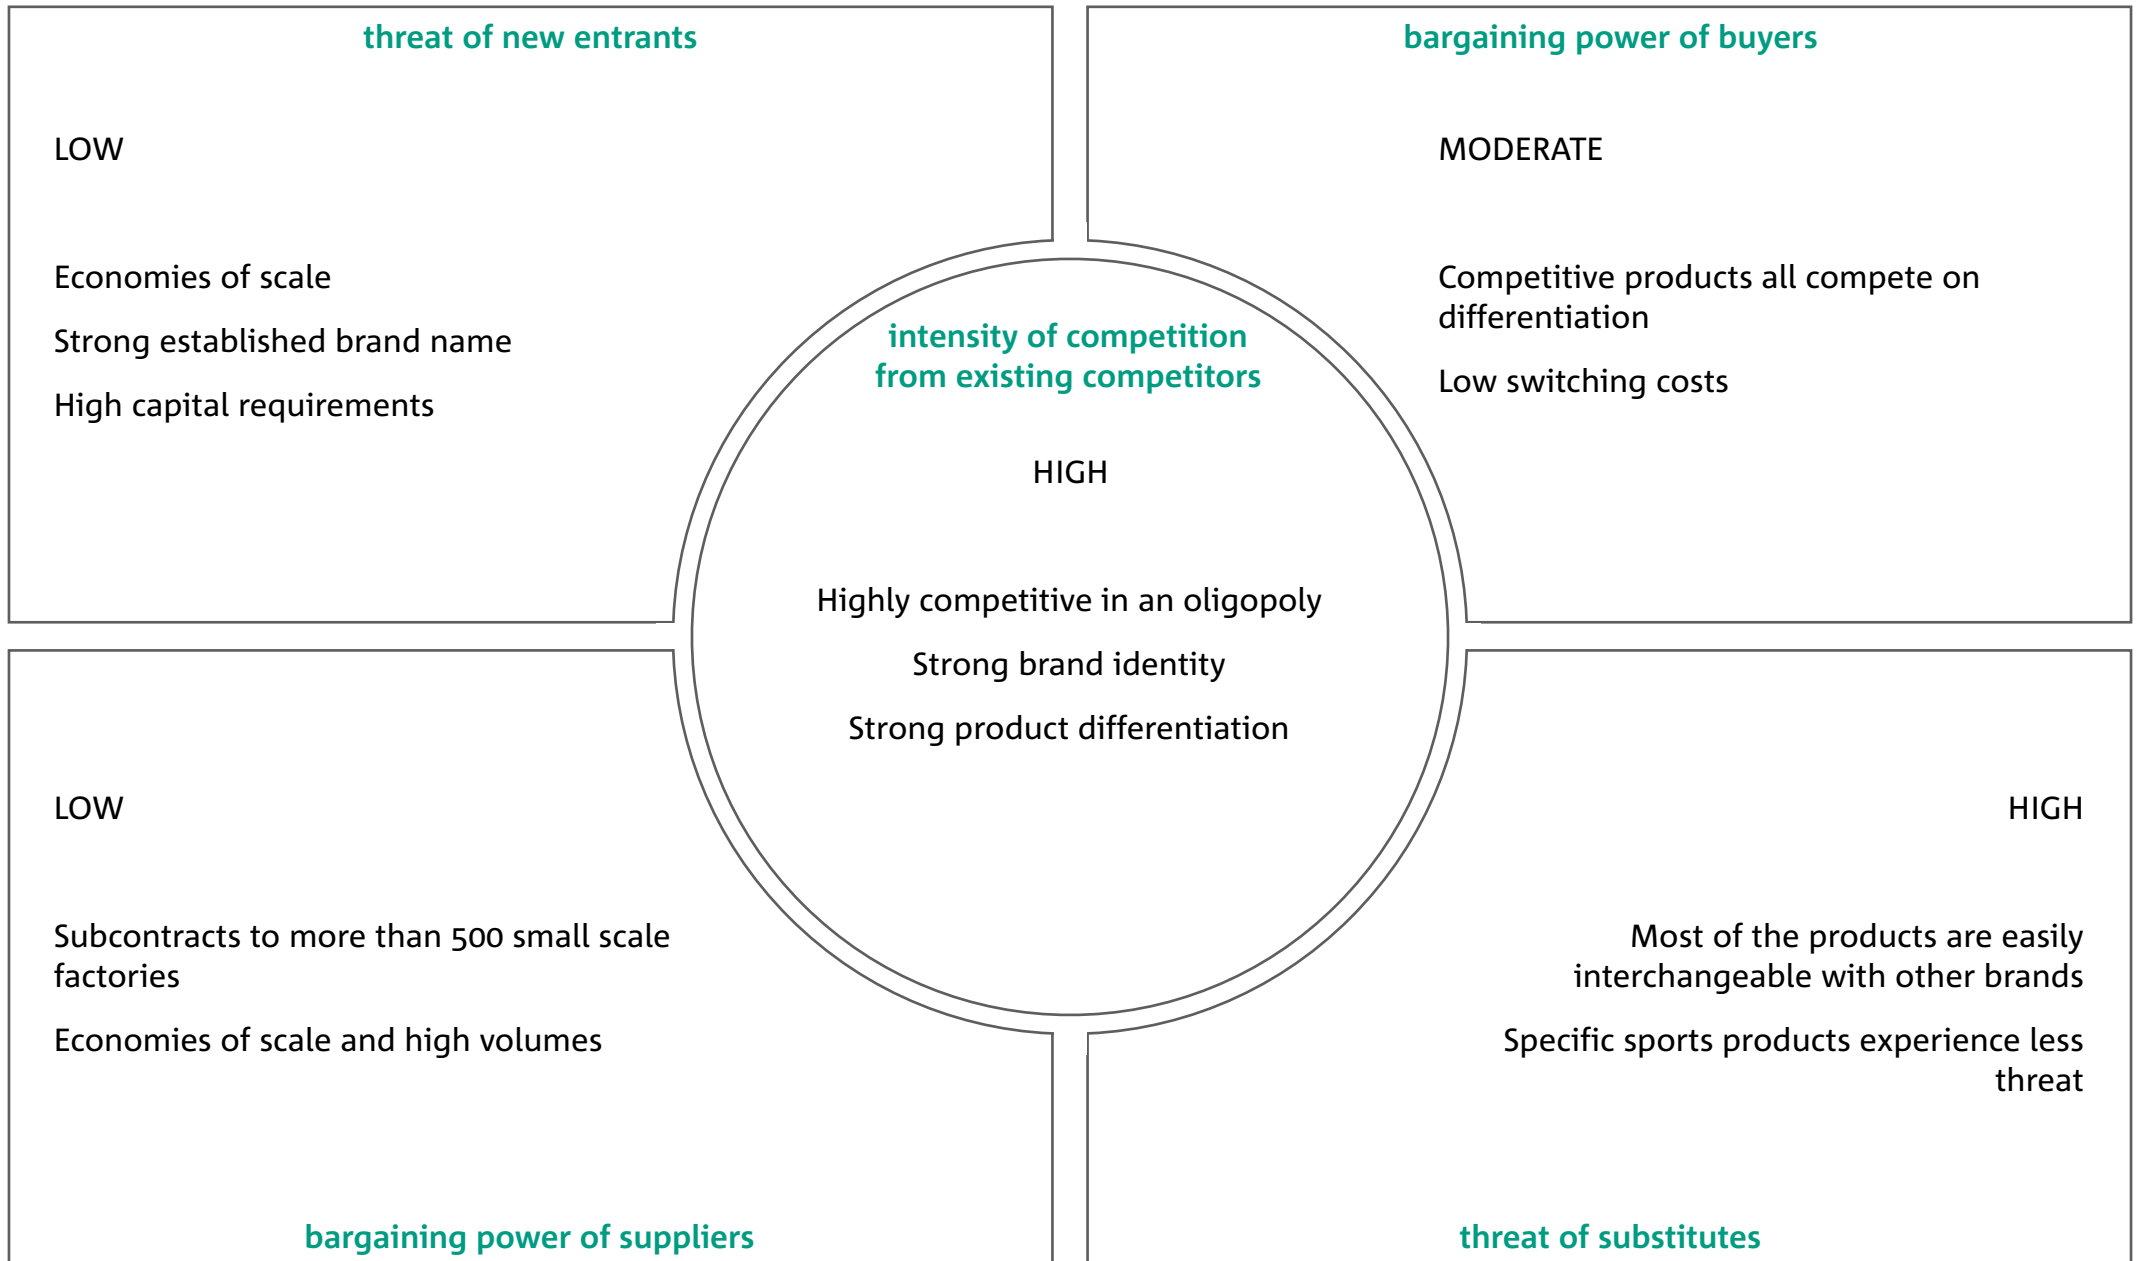 threat of new entrants
LOW
Economies of scale
Strong established brand name
High capital requirements
bargaining power of buyers
MODERATE
Competitive products all compete on
differentiation
Low switching costs
intensity of competition
from existing competitors
HIGH
Highly competitive in an oligopoly
Strong brand identity
Strong product differentiation
LOW
Subcontracts to more than 500 small scale
factories
Economies of scale and high volumes
bargaining power of suppliers
HIGH
Most of the products are easily
interchangeable with other brands
Specific sports products experience less
threat
threat of substitutes